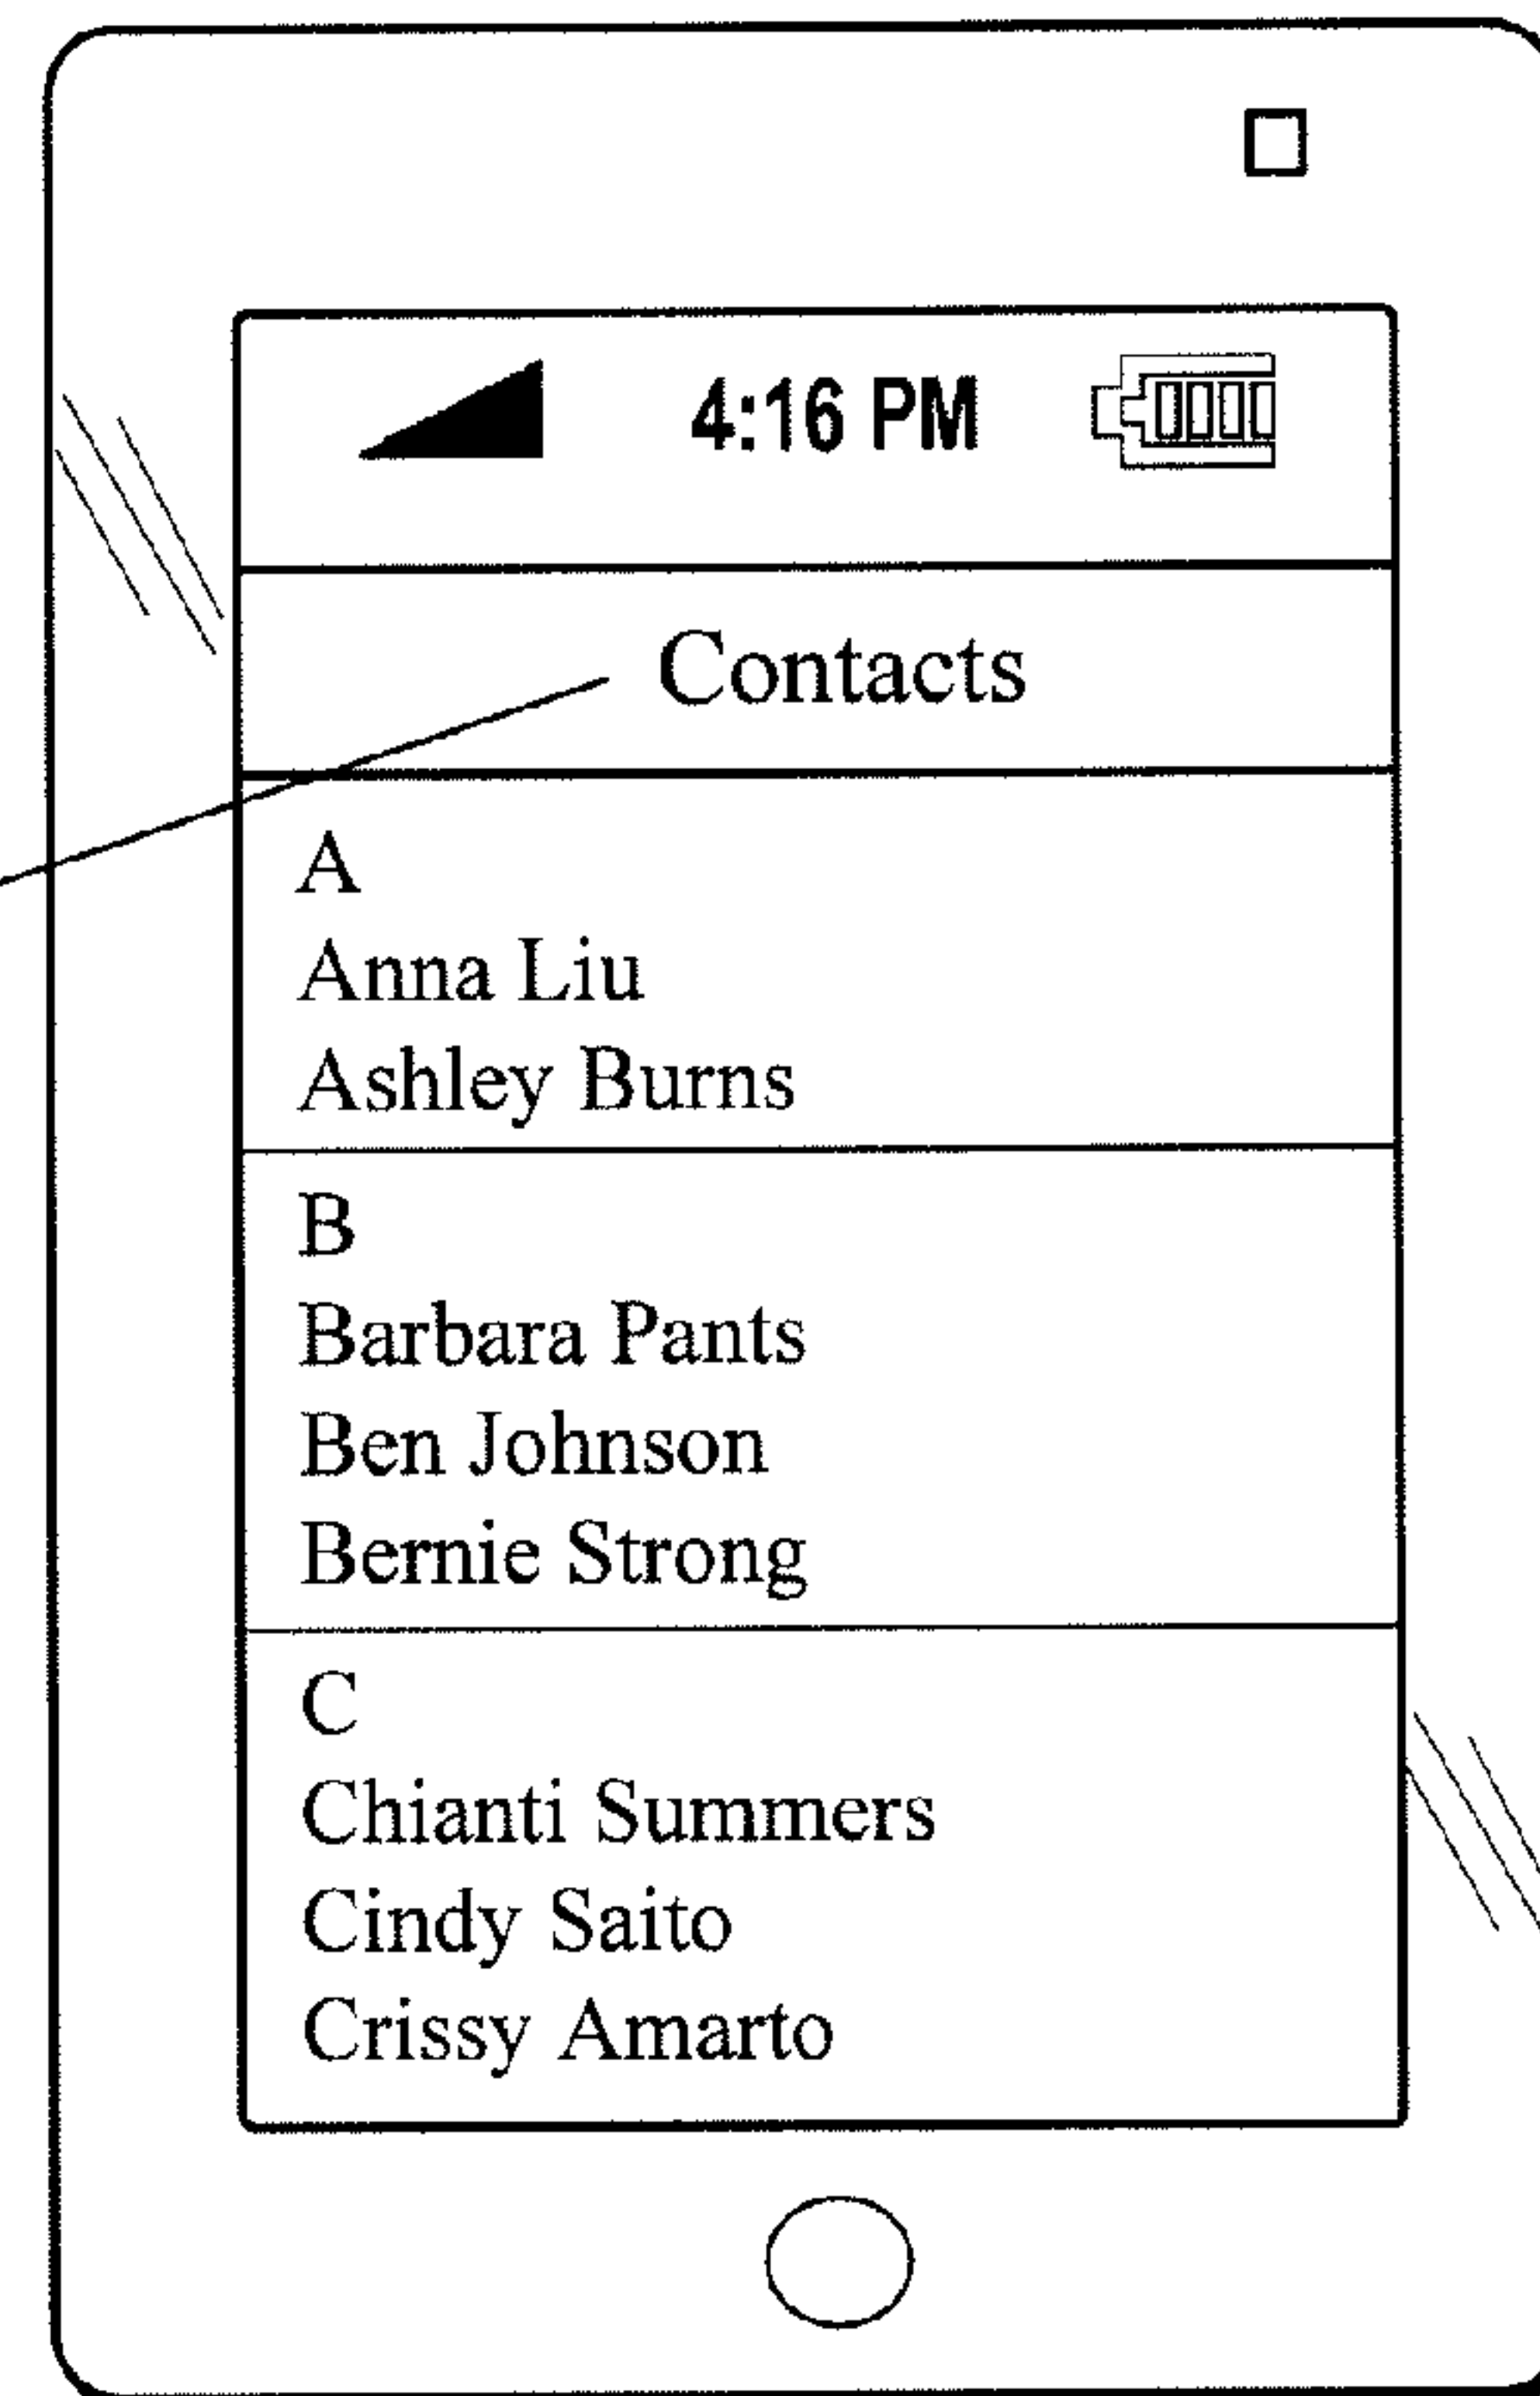 4:16 PM
Contacts
A
Anna Liu
Ashley Burns
B
Barbara Pants
Ben Johnson
Bernie Strong
C
Chianti Summers
Cindy Saito
Crissy Amarto